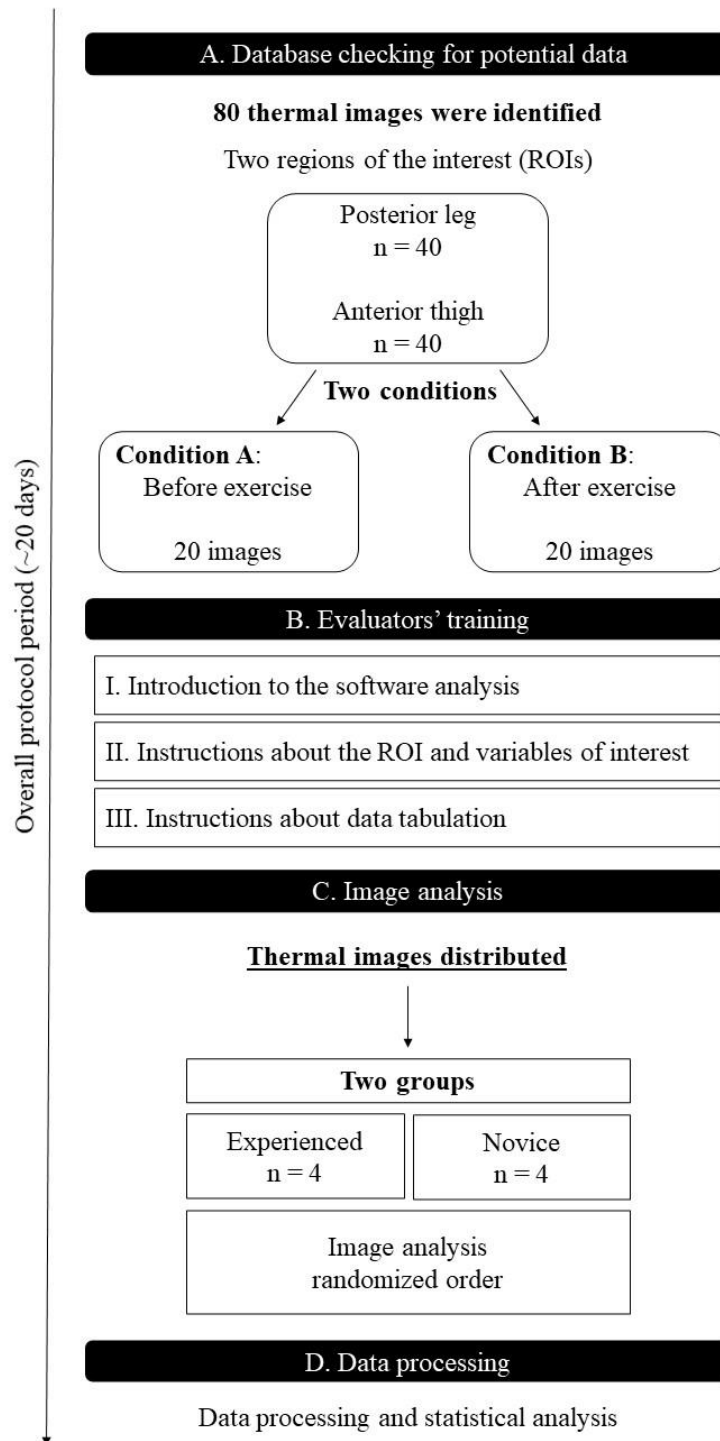 A. Database checking for potential data
80 thermal images were identified
Two regions of the interest (ROIs)
Posterior leg
n = 40
Anterior thigh
n = 40
Two conditions
Condition A:
Before exercise
20 images
Condition B:
After exercise
20 images
Overall protocol period (~20 days)
B. Evaluators’ training
I. Introduction to the software analysis
II. Instructions about the ROI and variables of interest
III. Instructions about data tabulation
C. Image analysis
Thermal images distributed
Two groups
Experienced
n = 4
Novice
n = 4
Image analysis
randomized order
D. Data processing
Data processing and statistical analysis